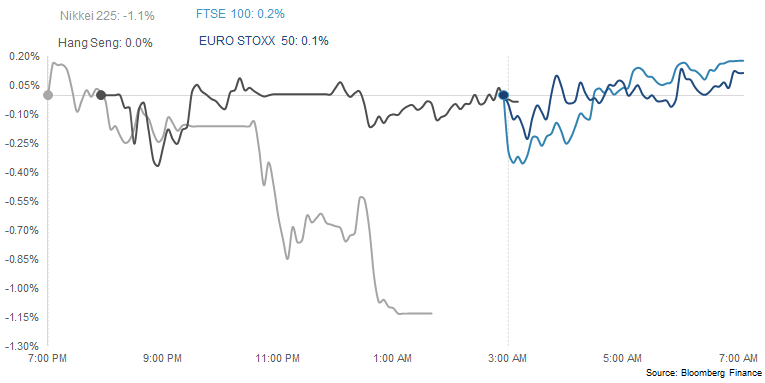 Nikkei 225: -1.1%
FTSE 100: 0.2%
Hang Seng: 0.0%
EURO STOXX 50: 0.1%
0.20%
0.05%
-0.10%
-0.25%
-0.40%
-0.55%
-0.70%
-0.85%
-1.00%
-1.15%
-1.30%
7:00 PM
9:00 PM
11:00 PM
1:00 AM
3:00 AM
5:00 AM
7:00 AM
Source: Bloomberg Finance